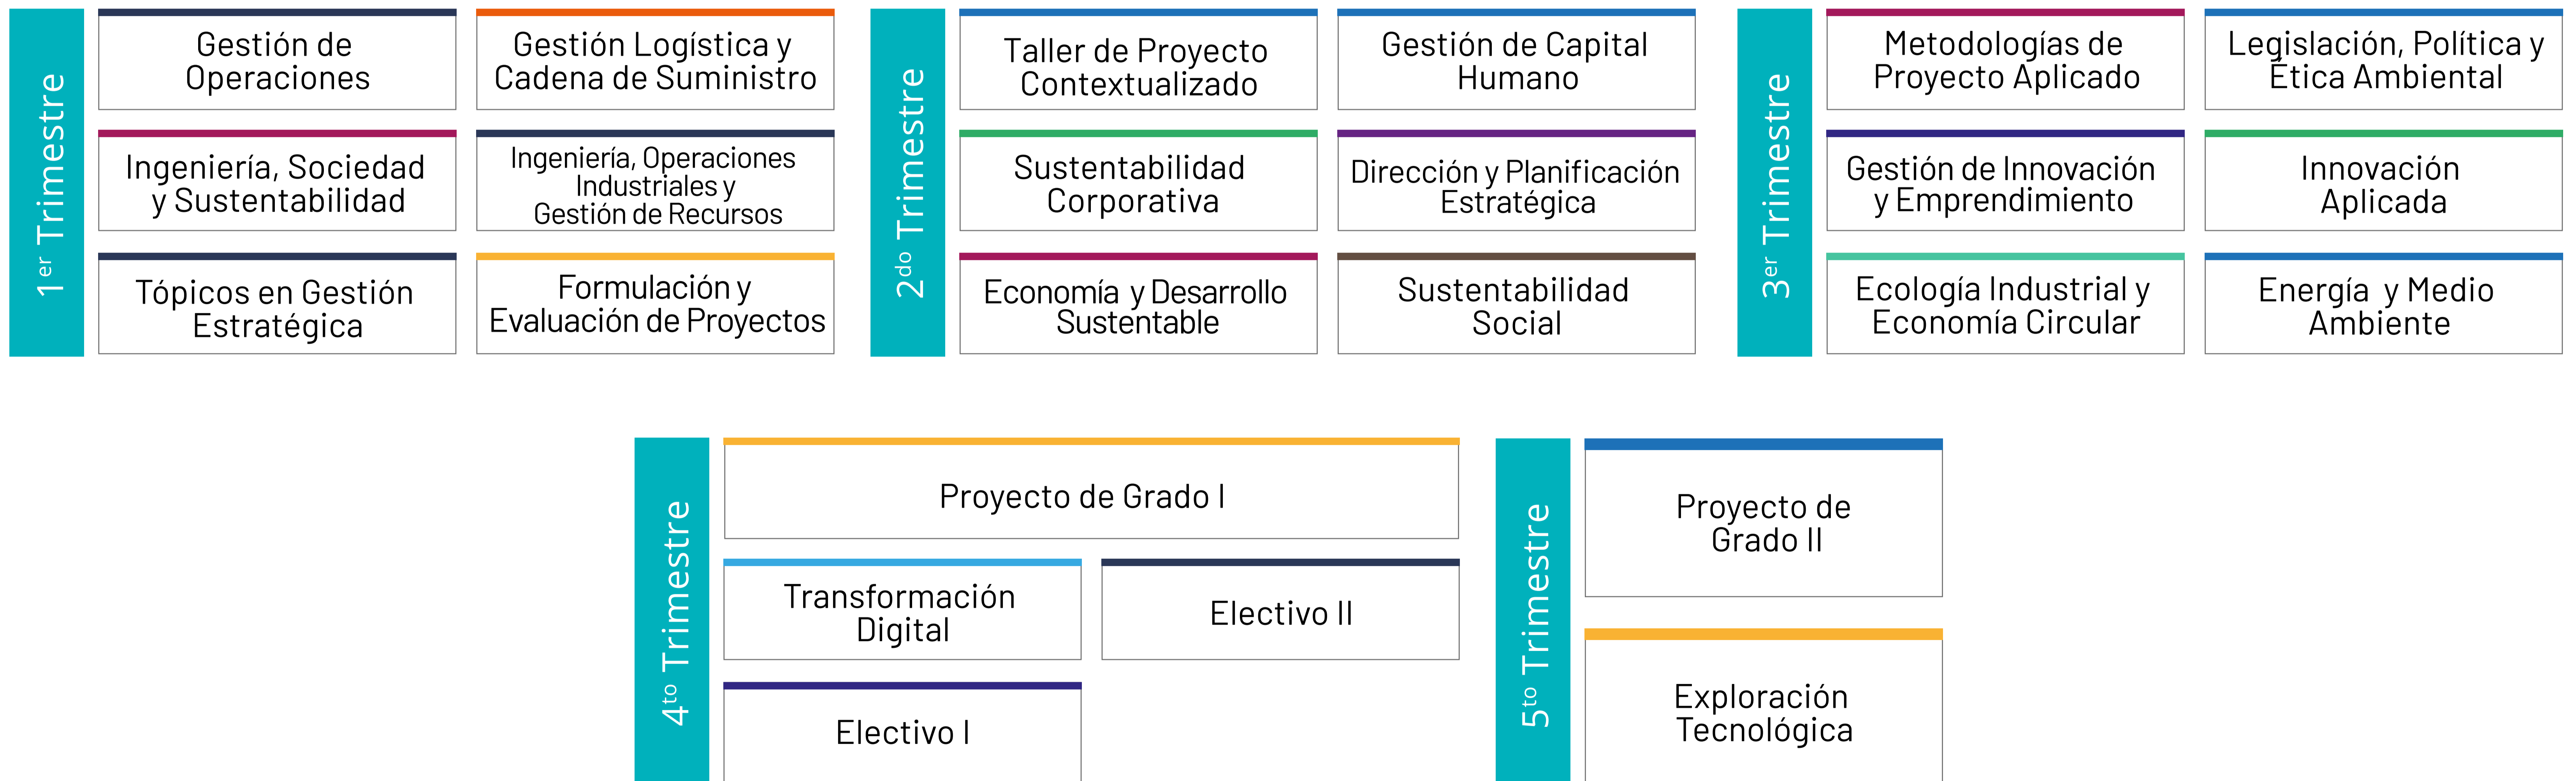 1er Trimestre
Gestión de
Operaciones
Gestión Logística y
Cadena de Suministro
Ingeniería, Sociedad
y Sustentabilidad
Ingeniería, Operaciones
Industriales y
Gestión de Recursos
Tópicos en Gestión
Estratégica
Formulación y
Evaluación de Proyectos
2do Trimestre
Taller de Proyecto
Contextualizado
Gestión de Capital
Humano
Sustentabilidad
Corporativa
Dirección y Planificación
Estratégica
Economía y Desarrollo
Sustentable
Sustentabilidad
Social
3er Trimestre
Metodologías de
Proyecto Aplicado
Legislación, Política y
Ética Ambiental
Gestión de Innovación
y Emprendimiento
Innovación
Aplicada
Ecología Industrial y
Economía Circular
Energía y Medio
Ambiente
4to Trimestre
Proyecto de Grado I
Transformación
Digital
Electivo II
Electivo I
5to Trimestre
Proyecto de
Grado II
Exploración
Tecnológica